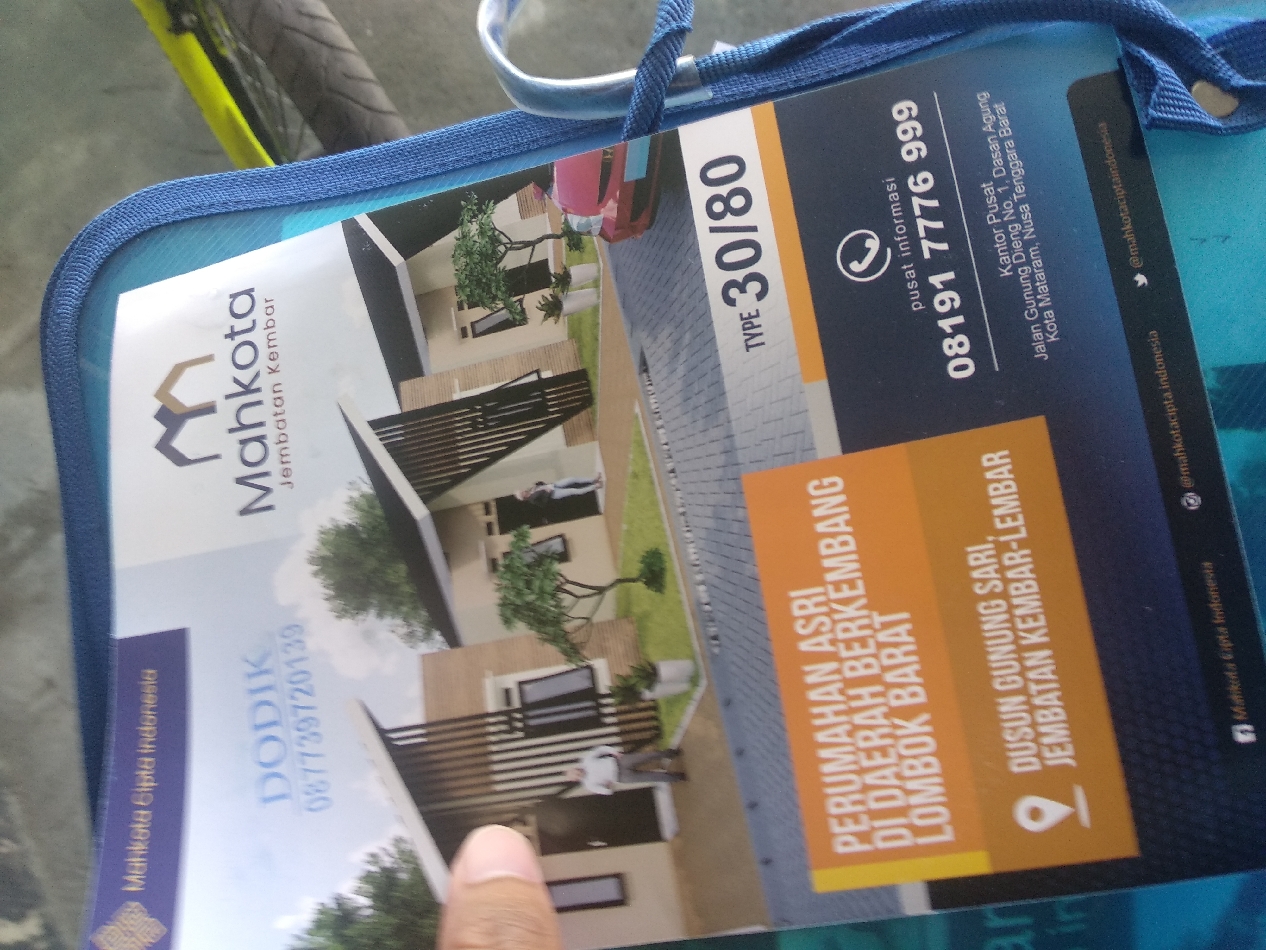 Mahkota Cipta Indonesia
Mahkota
Jembatan Kembar
DODIK
087739720139
TYPE 30/80
PERUMAHAN ASRI
DI DAERAH BERKEMBANG
LOMBOK BARAT
DUSUN GUNUNG SARI,
JEMBATAN KEMBAR-LEMBAR
pusat informasi
08191 7776 999
Kantor Pusat
Jalan Gunung Dieng No. 1, Dasan Agung
Kota Mataram, Nusa Tenggara Barat
Mahkota Cipta Indonesia
@mahkotacipta.indonesia
@mahkotaciptaindonesia